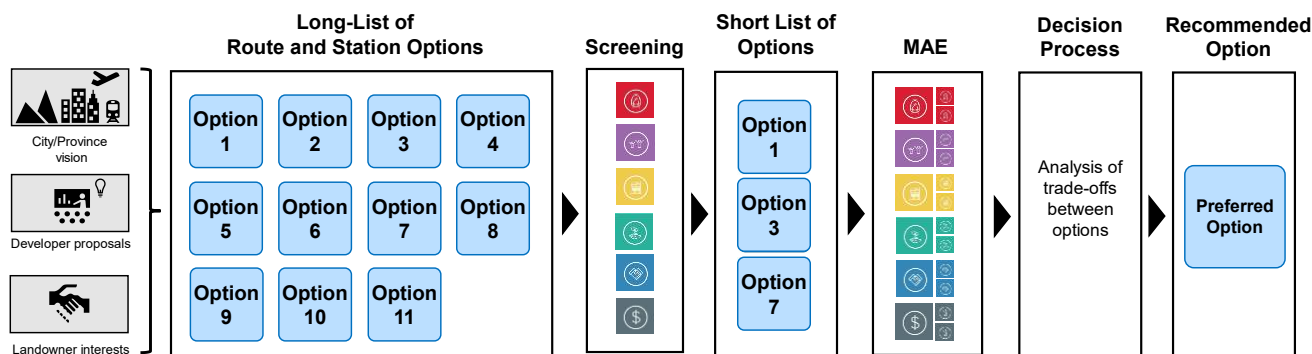 Long-List of
Route and Station Options
Screening
Short List of
Options
MAE
Decision
Process
Recommended
Option
City/Province
vision
Developer proposals
Landowner interests
Option
1
Option
2
Option
3
Option
4
Option
5
Option
6
Option
7
Option
8
Option
9
Option
10
Option
11
$
Option
1
Option
3
Option
7
$
$
$
Analysis of
trade-offs
between
options
Preferred
Option